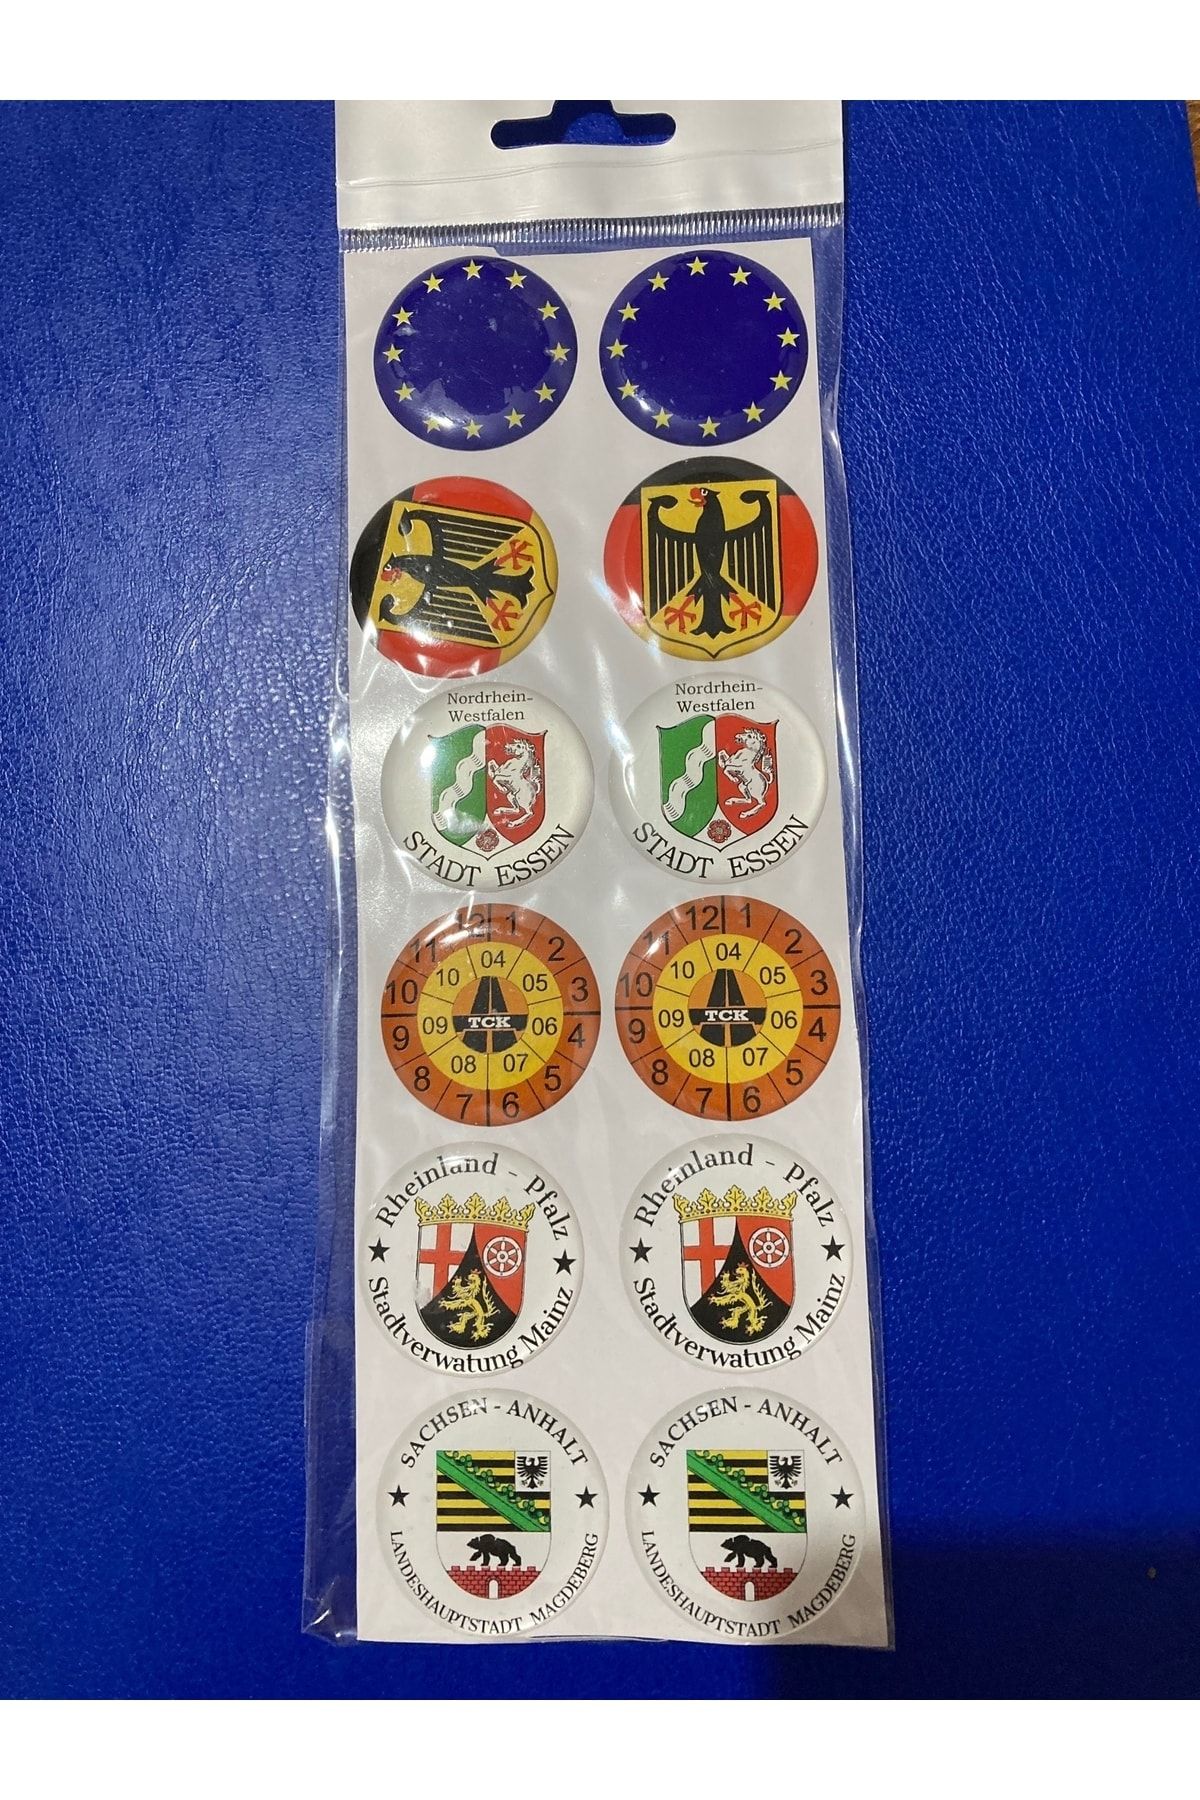 Nordrhein-
Westfalen
STADT ESSEN
Nordrhein-
Westfalen
STADT ESSEN
12 1 2 3 4 5 6 7 8 9 10 11
04 05 06 07 08 09 10
TCK
12 1 2 3 4 5 6 7 8 9 10 11
04 05 06 07 08 09 10
TCK
Rheinland - Pfalz
Stadtverwatung Mainz
Rheinland - Pfalz
Stadtverwatung Mainz
SACHSEN - ANHALT
LANDESHAUPTSTADT MAGDEBERG
SACHSEN - ANHALT
LANDESHAUPTSTADT MAGDEBERG